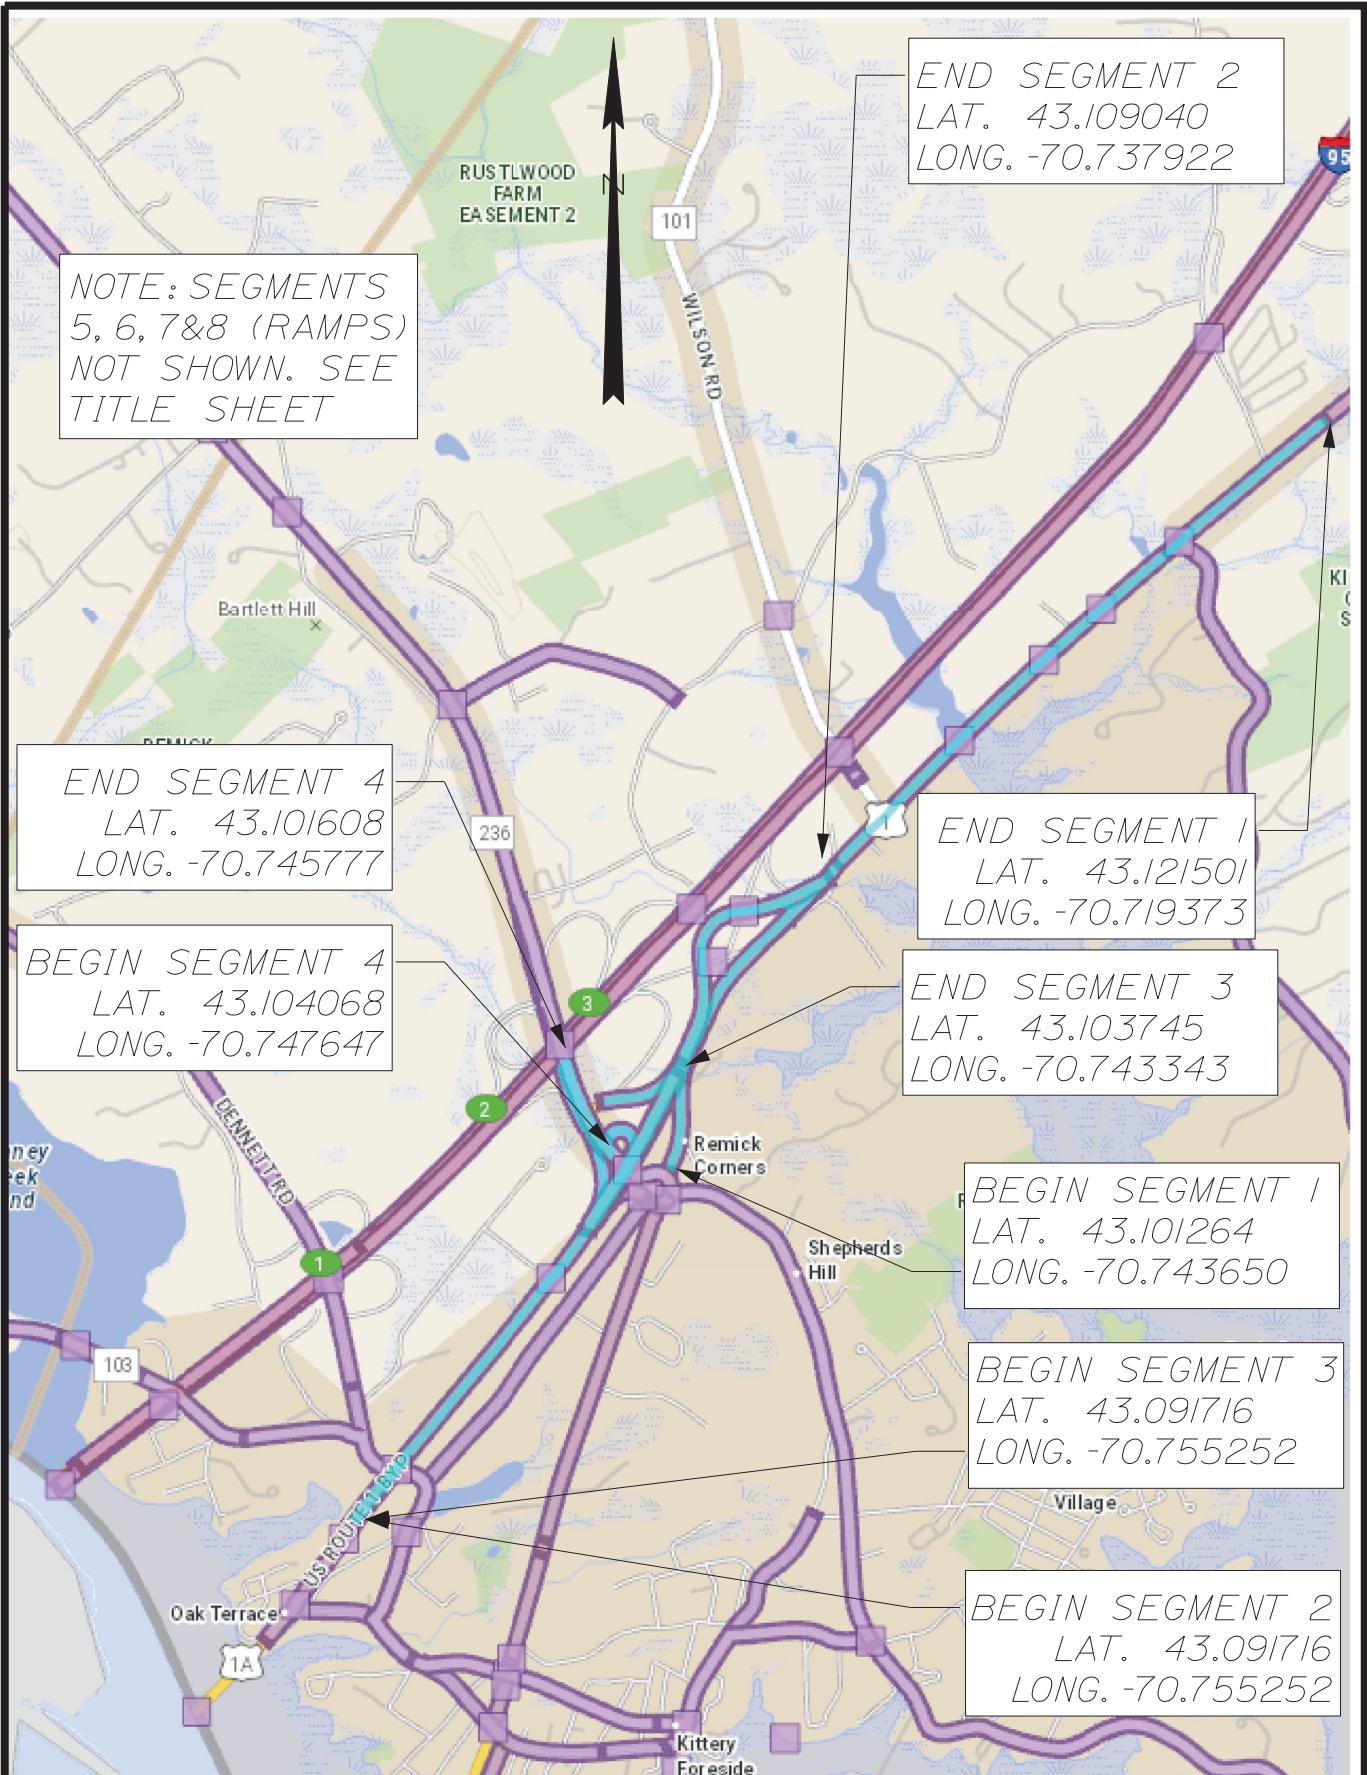 END SEGMENT 2
LAT. 43.109040
LONG. -70.737922
95
RUSTLWOOD
FARM
EASEMENT 2
N
101
WILSON RD
NOTE: SEGMENTS
5, 6, 7&8 (RAMPS)
NOT SHOWN. SEE
TITLE SHEET
Bartlett Hill
KI
S
REMICK
END SEGMENT 4
LAT. 43.101608
LONG. -70.745777
236
1
END SEGMENT 1
LAT. 43.121501
LONG. -70.719373
BEGIN SEGMENT 4
LAT. 43.104068
LONG. -70.747647
END SEGMENT 3
LAT. 43.103745
LONG. -70.743343
3
2
DENNETT RD
Remick
Corners
ney
eek
nd
BEGIN SEGMENT 1
LAT. 43.101264
LONG. -70.743650
Shepherds
Hill
1
103
BEGIN SEGMENT 3
LAT. 43.091716
LONG. -70.755252
US ROUTE 1 BYP
Village
BEGIN SEGMENT 2
LAT. 43.091716
LONG. -70.755252
Oak Terrace
1A
Kittery
Foreside